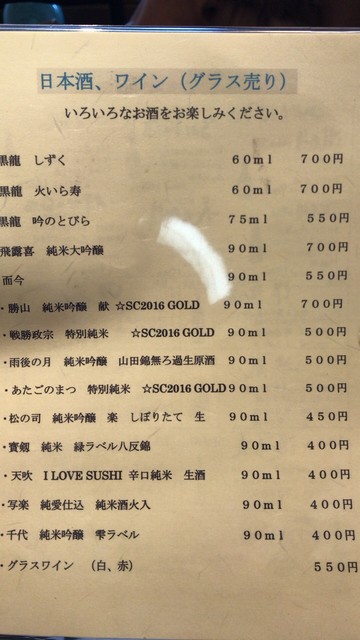 日本酒、ワイン（グラス売り）
いろいろなお酒をお楽しみください。
黒龍　しずく　60ml　700円
黒龍　火いら寿　60ml　700円
黒龍　吟のとびら　75ml　550円
飛露喜　純米大吟醸　90ml　700円
而今　90ml　550円
・勝山　純米吟醸　献　☆SC2016 GOLD　90ml　700円
・戦勝政宗　特別純米　☆SC2016 GOLD　90ml　500円
・雨後の月　純米吟醸　山田錦無ろ過生原酒　90ml　500円
・あたごのまつ　特別純米　☆SC2016 GOLD　90ml　500円
・松の司　純米吟醸　楽　しぼりたて　生　90ml　450円
・寶剣　純米　緑ラベル八反錦　90ml　400円
・天吹　I LOVE SUSHI 辛口純米　生酒　90ml　400円
・写楽　純愛仕込　純米酒火入　90ml　400円
・千代　純米吟醸　雫ラベル　90ml　400円
・グラスワイン　（白、赤）　550円